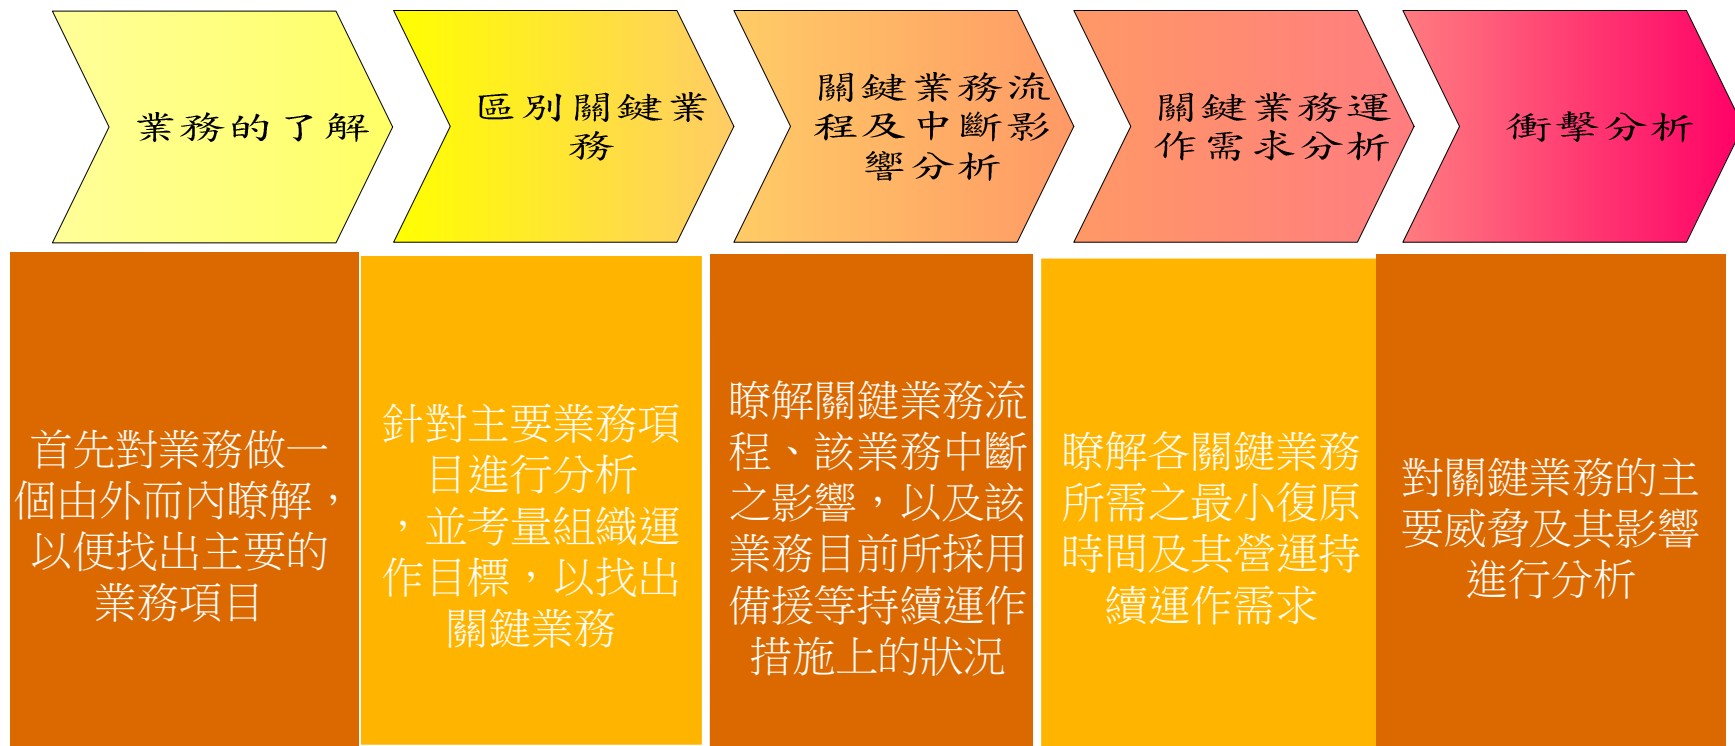 業務的了解
區別關鍵業
務
關鍵業務流
程及中斷影
響分析
關鍵業務運
作需求分析
衝擊分析
首先對業務做一
個由外而內瞭解，
以便找出主要的
業務項目
針對主要業務項
目進行分析
，並考量組織運
作目標，以找出
關鍵業務
瞭解關鍵業務流
程、該業務中斷
之影響，以及該
業務目前所採用
備援等持續運作
措施上的狀況
瞭解各關鍵業務
所需之最小復原
時間及其營運持
續運作需求
對關鍵業務的主
要威脅及其影響
進行分析